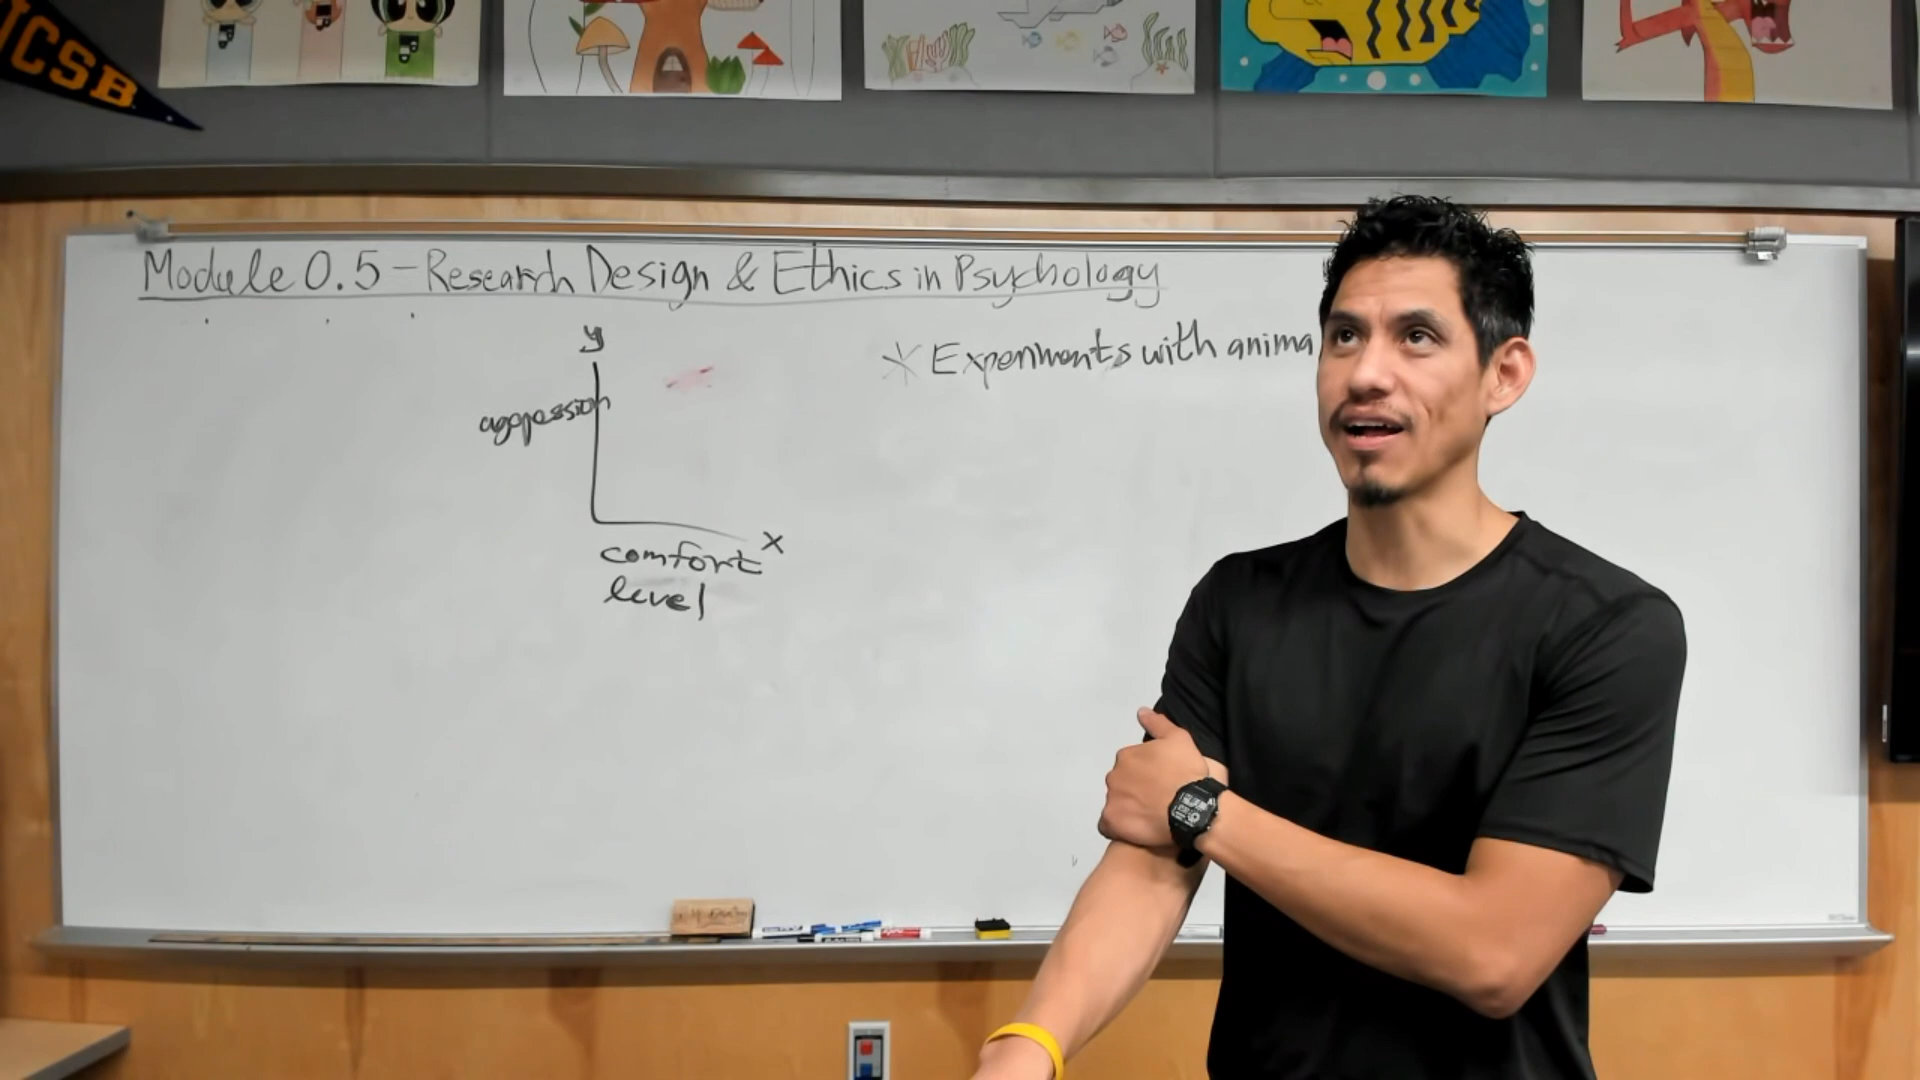 UCSB
Module 0.5 - Research Design & Ethics in Psychology
y
* Experiments with anima
aggression
x
comfort
level